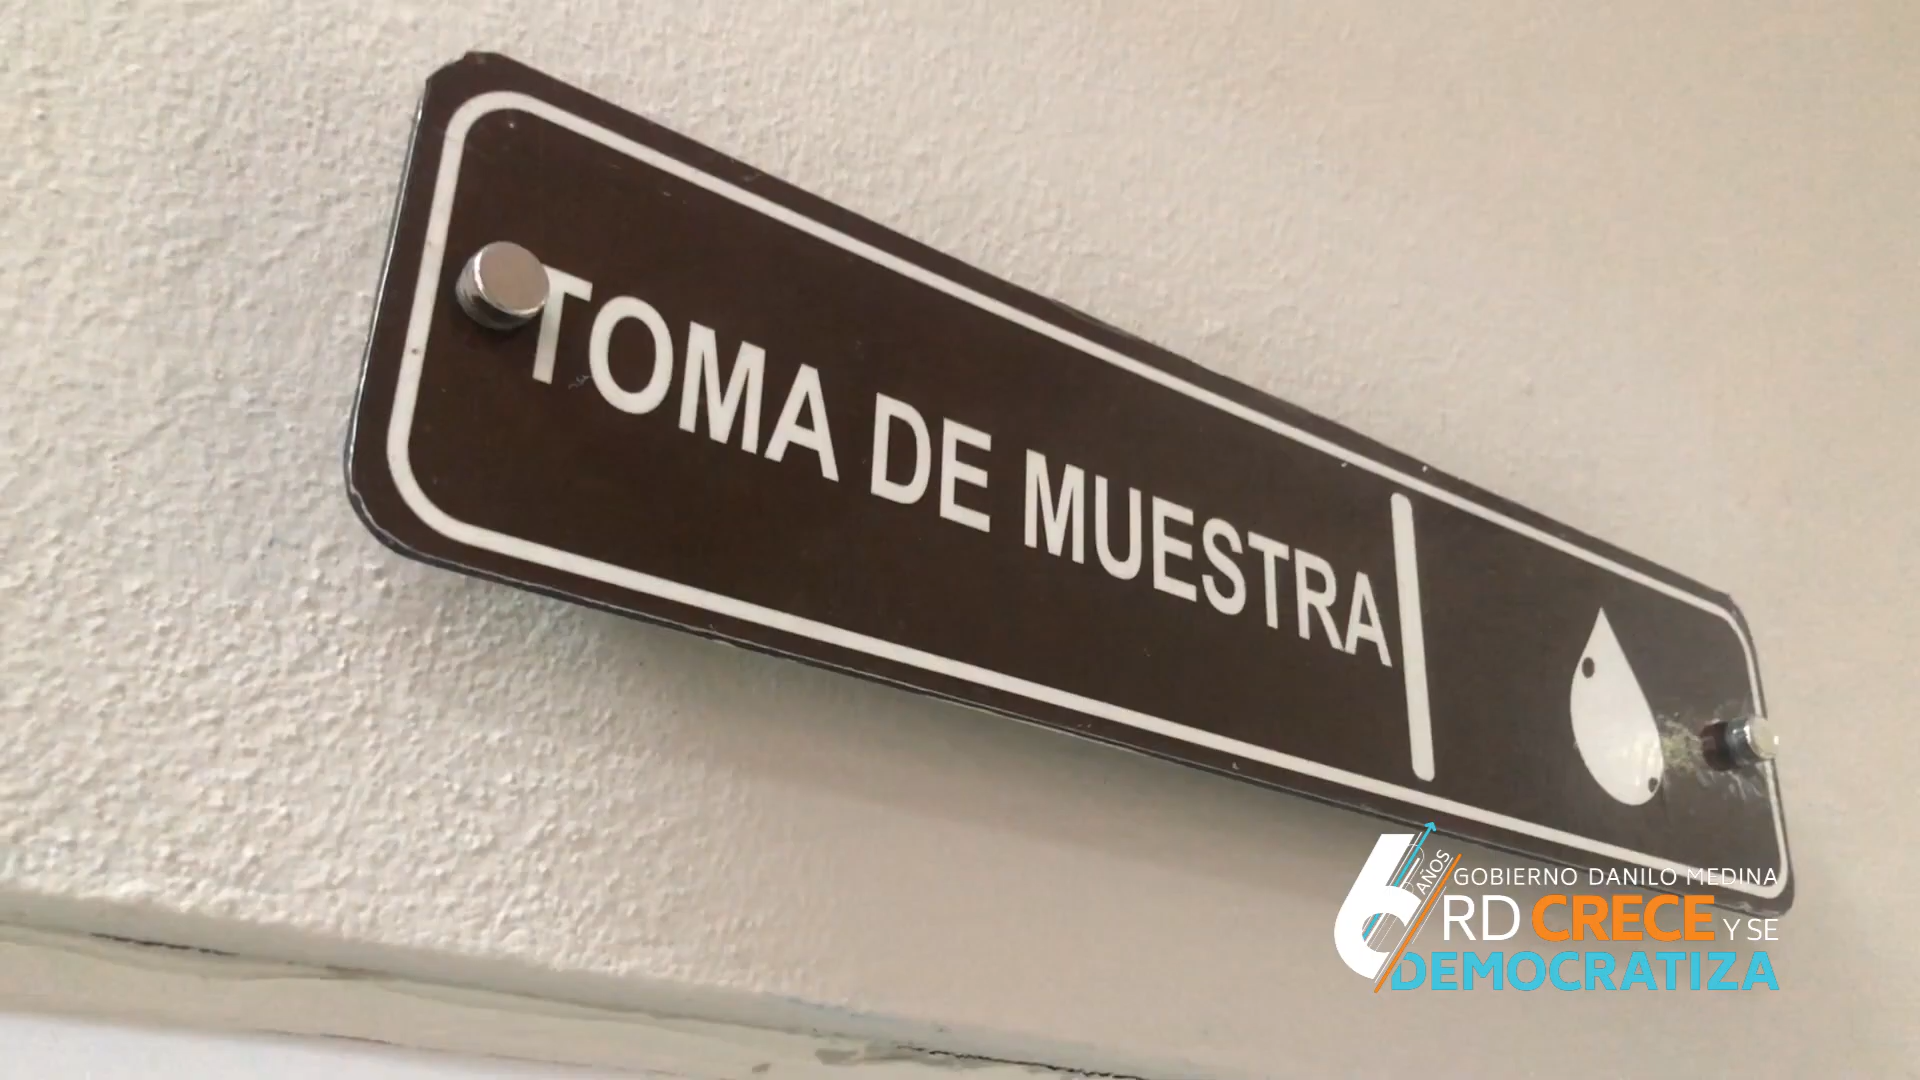 TOMA DE MUESTRA
6 AÑOS
GOBIERNO DANILO MEDINA
RD CRECE Y SE
DEMOCRATIZA